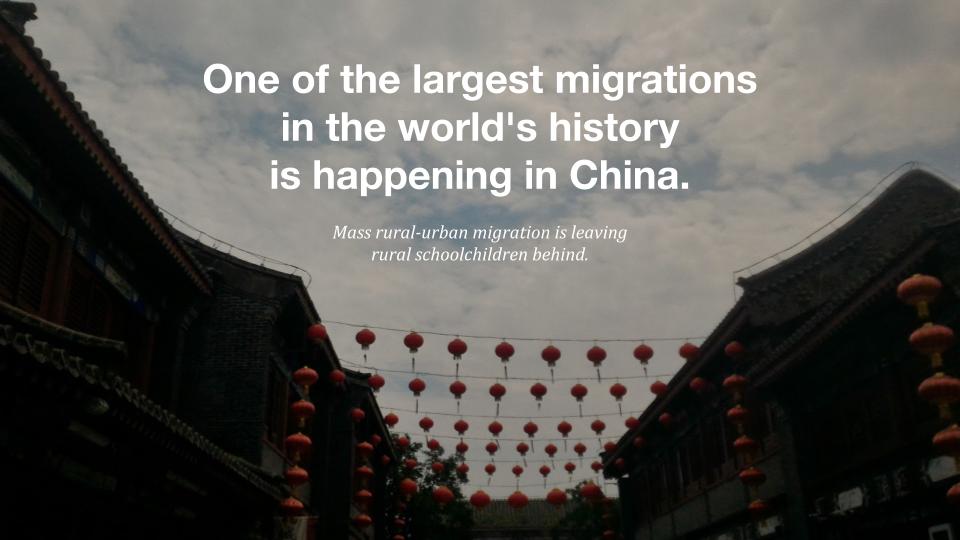 One of the largest migrations
in the world's history
is happening in China.
Mass rural-urban migration is leaving
rural schoolchildren behind.